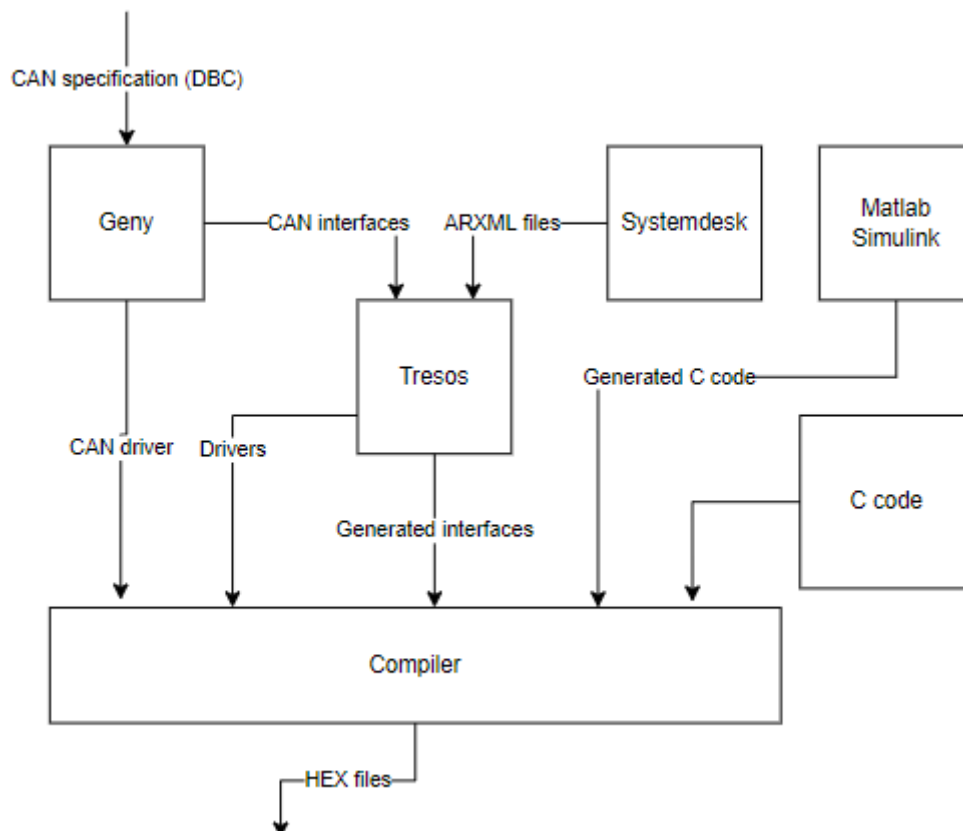 CAN specification (DBC)
Geny
CAN interfaces
ARXML files
Systemdesk
Matlab
Simulink
Tresos
Generated C code
CAN driver
Drivers
C code
Generated interfaces
Compiler
HEX files